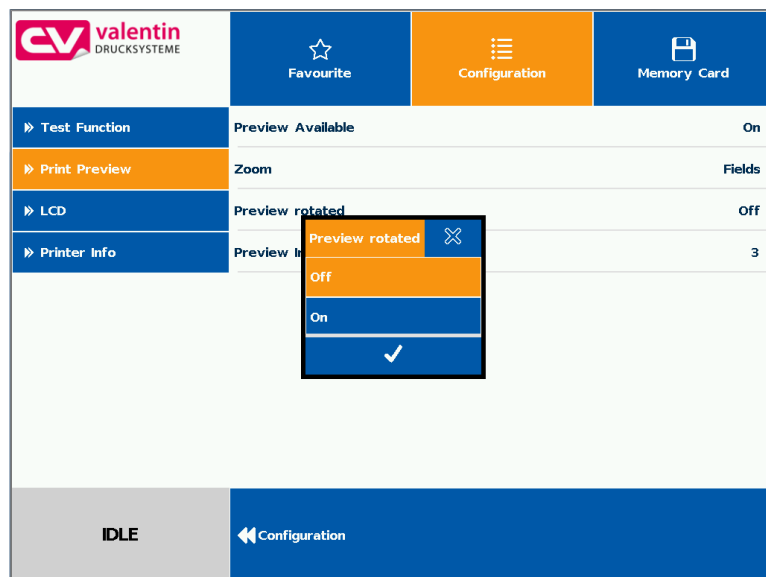 valentin
DRUCKSYSTEME
Favourite
Configuration
Memory Card
Test Function
Preview Available On
Print Preview
Zoom Fields
LCD
Preview rotated Off
Printer Info
Preview 3
Preview rotated
Off
On
IDLE
Configuration